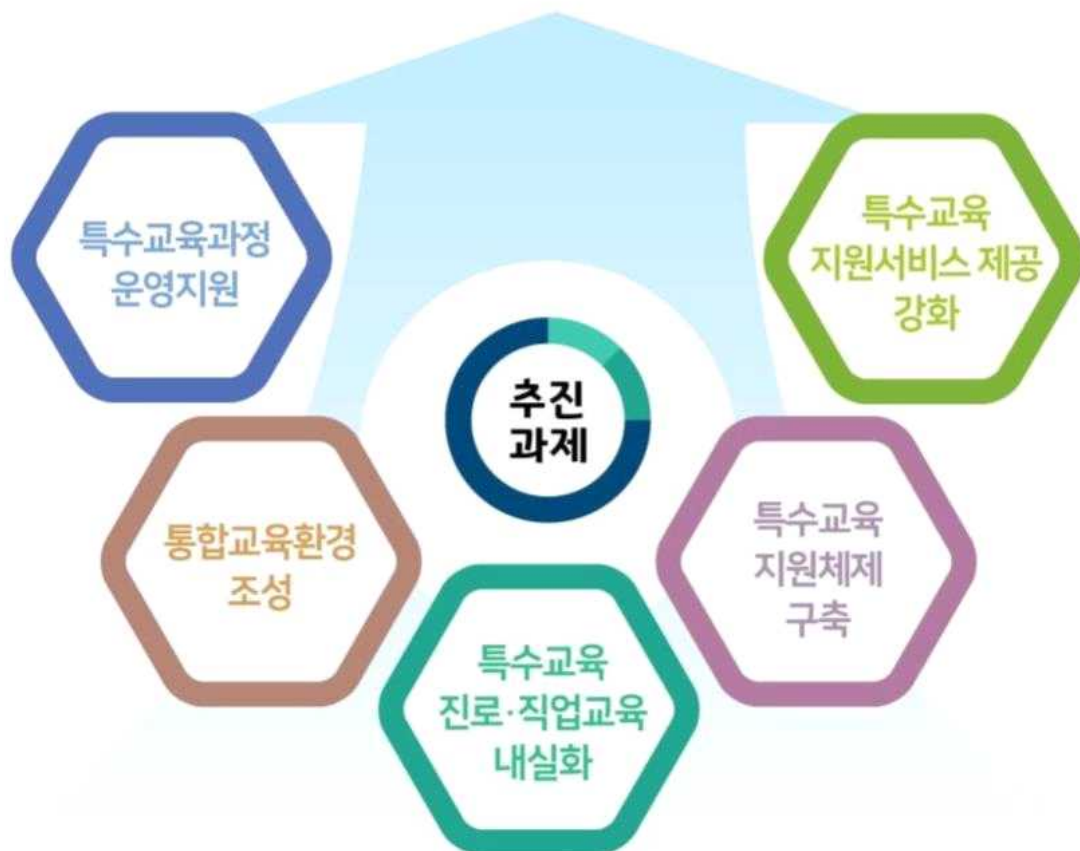 특수교육과정
운영지원
특수교육
지원서비스 제공
강화
추진
과제
통합교육환경
조성
특수교육
지원체제
구축
특수교육
진로·직업교육
내실화